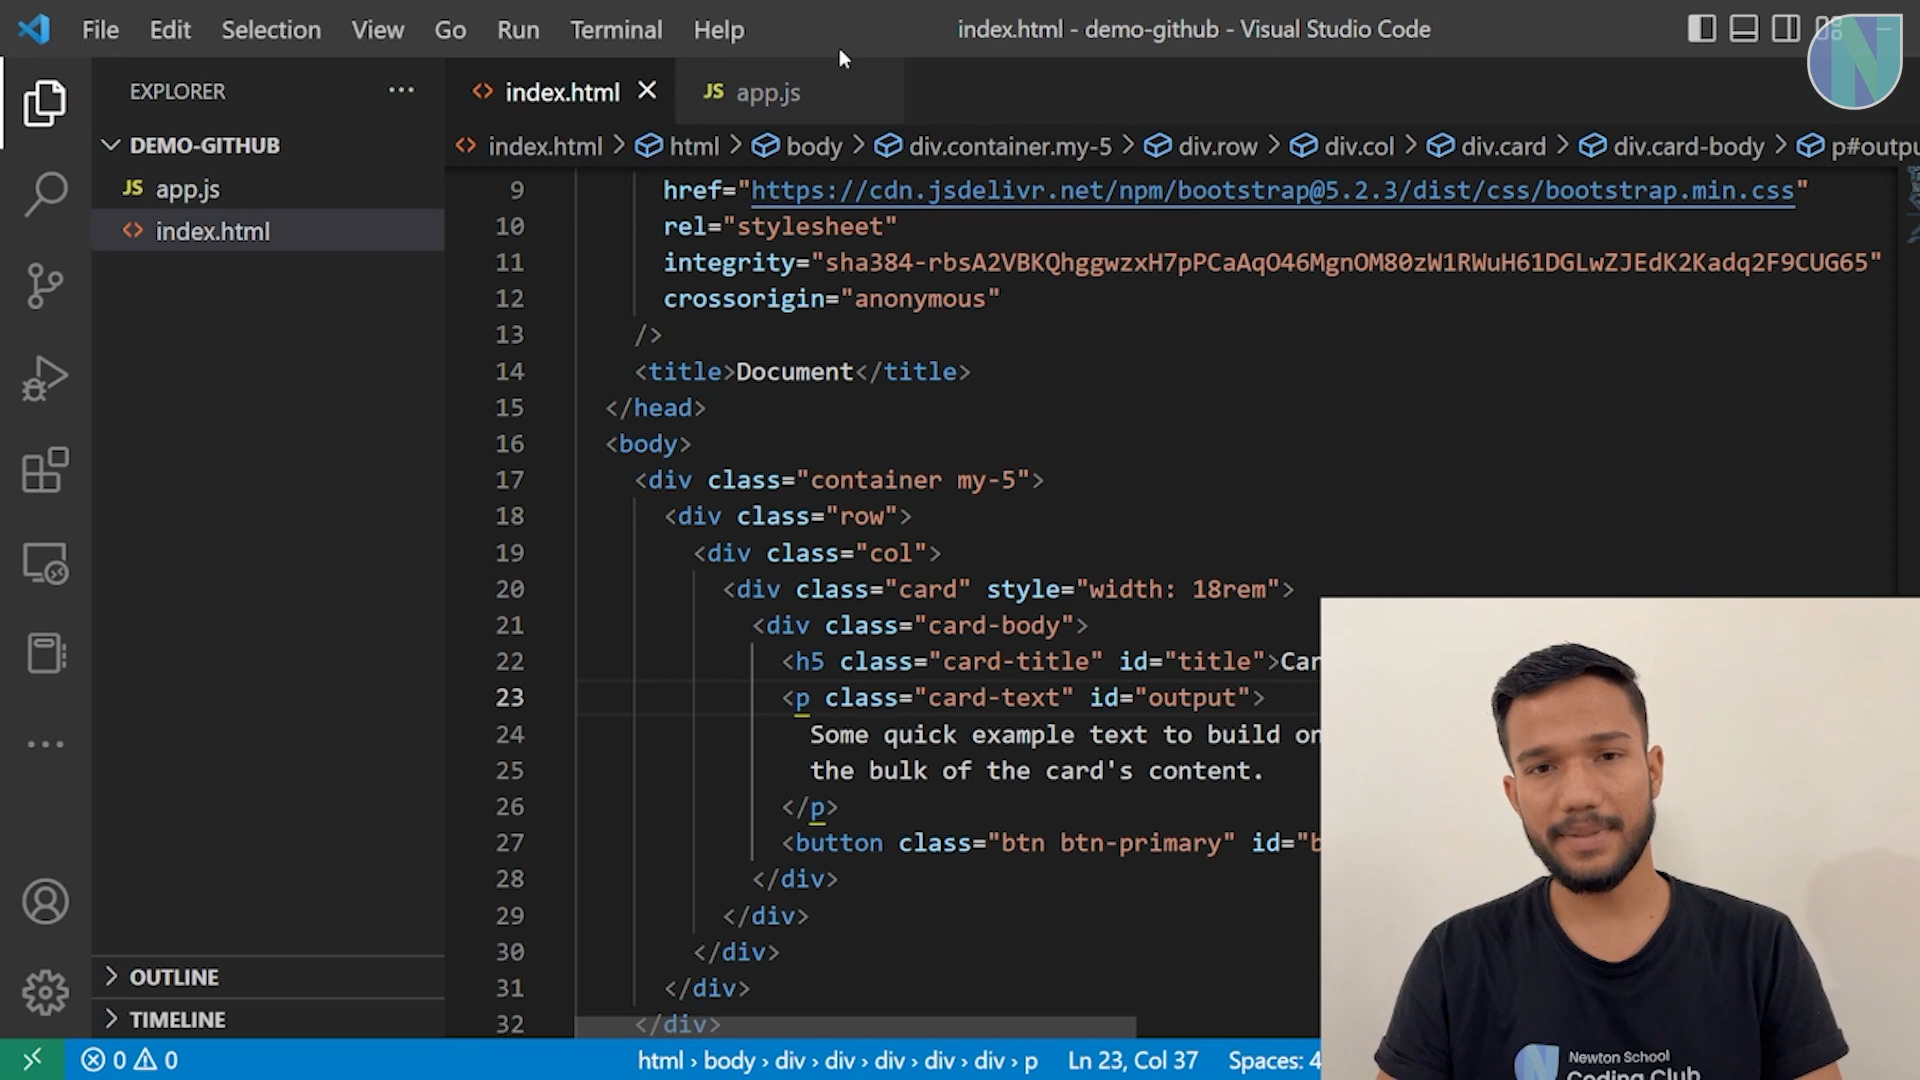 File Edit Selection View Go Run Terminal Help index.html - demo-github - Visual Studio Code
EXPLORER ··· <> index.html × JS app.js
DEMO-GITHUB
index.html > html > body > div.container.my-5 > div.row > div.col > div.card > div.card-body > p#outpu
JS app.js
<> index.html
9 href="https://cdn.jsdelivr.net/npm/bootstrap@5.2.3/dist/css/bootstrap.min.css"
10 rel="stylesheet"
11 integrity="sha384-rbsA2VBKQhggwzxH7pPCaAqO46MgnOM80zW1RWuH61DGLwZJEdK2Kadq2F9CUG65"
12 crossorigin="anonymous"
13 />
14 <title>Document</title>
15 </head>
16 <body>
17 <div class="container my-5">
18 <div class="row">
19 <div class="col">
20 <div class="card" style="width: 18rem">
21 <div class="card-body">
22 <h5 class="card-title" id="title">Car
23 <p class="card-text" id="output">
24 Some quick example text to build on
25 the bulk of the card's content.
26 </p>
27 <button class="btn btn-primary" id="b
28 </div>
29 </div>
30 </div>
31 </div>
32 </div>
OUTLINE
TIMELINE
0 0 html › body › div › div › div › div › div › p Ln 23, Col 37 Spaces: 4
Newton School
Coding Club
N